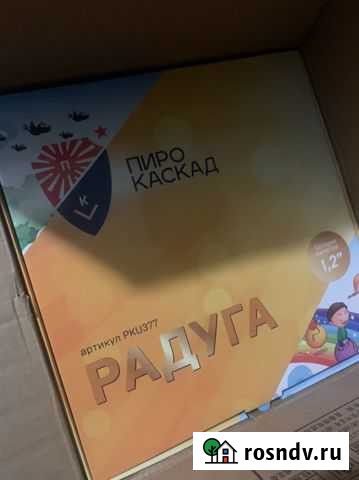 ПИРО
КАСКАД
П
К
1,2"
артикул PKU377
РАДУГА
rosndv.ru